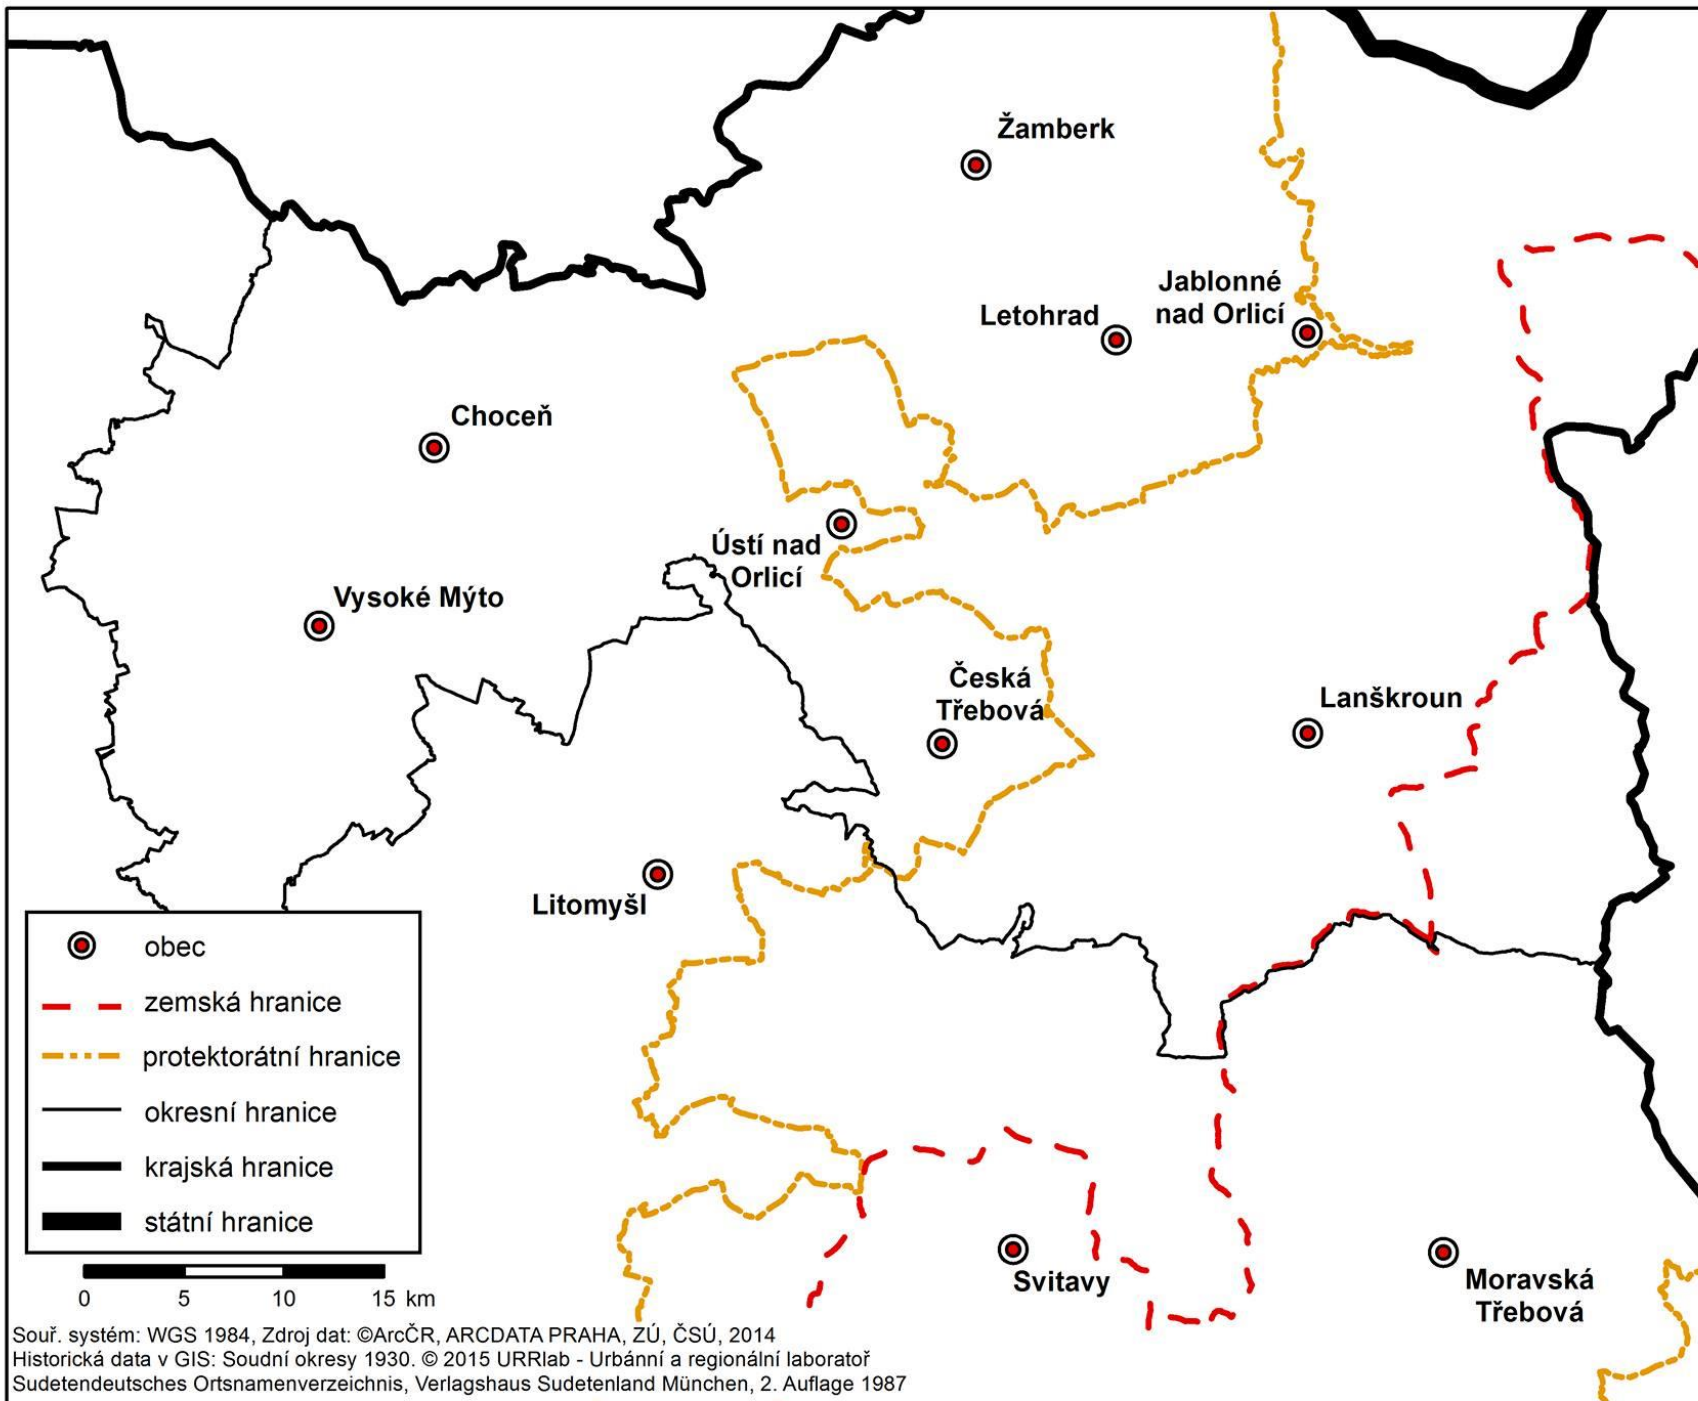 Žamberk
Jablonné
nad Orlicí
Letohrad
Choceň
Ústí nad
Orlicí
Vysoké Mýto
Česká
Třebová
Lanškroun
Litomyšl
Svitavy
Moravská
Třebová
obec
zemská hranice
protektorátní hranice
okresní hranice
krajská hranice
státní hranice
0 5 10 15 km
Souř. systém: WGS 1984, Zdroj dat: ©ArcČR, ARCDATA PRAHA, ZÚ, ČSÚ, 2014
Historická data v GIS: Soudní okresy 1930. © 2015 URRlab - Urbánní a regionální laboratoř
Sudetendeutsches Ortsnamenverzeichnis, Verlagshaus Sudetenland München, 2. Auflage 1987